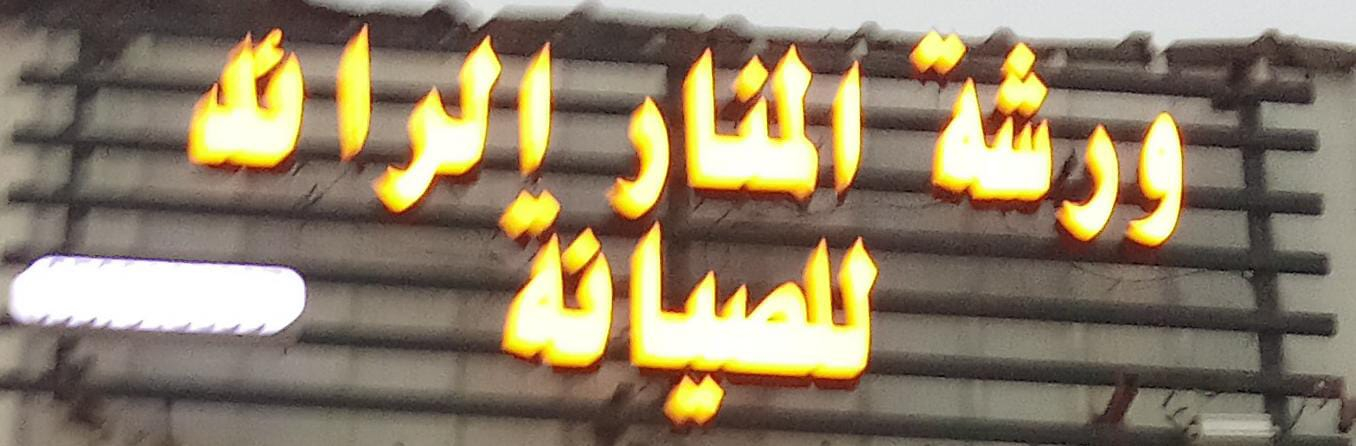 ورشة المنار الرائد
للصيانة